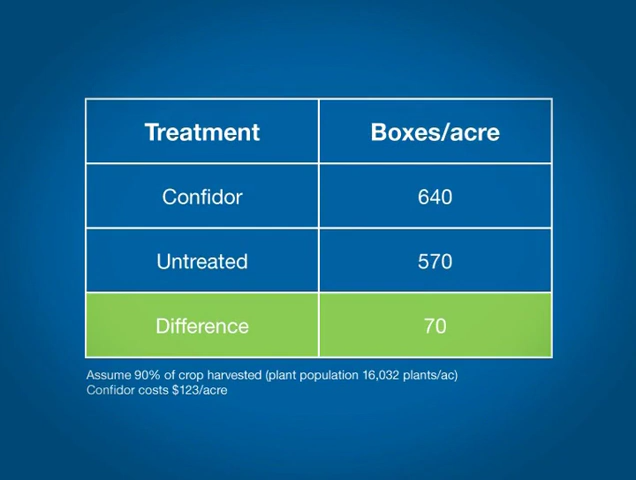 Treatment Boxes/acre
Confidor 640
Untreated 570
Difference 70
Assume 90% of crop harvested (plant population 16,032 plants/ac)
Confidor costs $123/acre